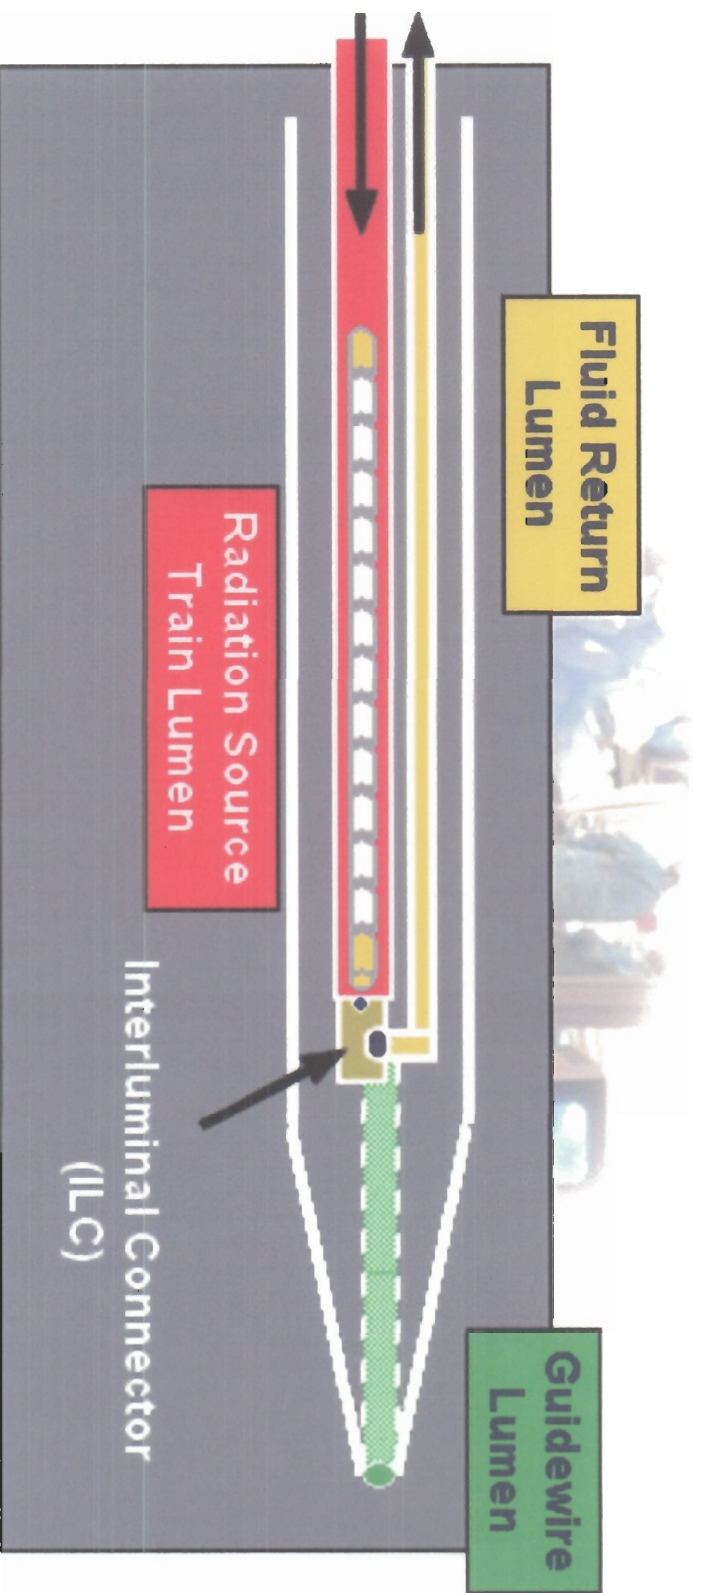 Fluid Return
Lumen
Radiation Source
Train Lumen
Interluminal Connector
(ILC)
Guidewire
Lumen